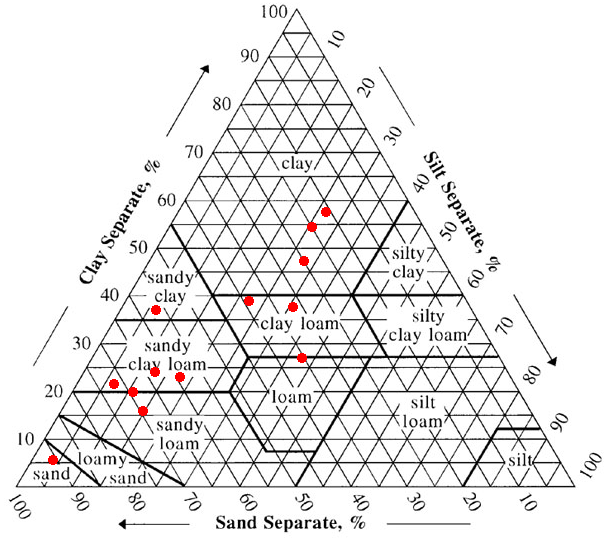 100
90
80
70
60
50
40
30
20
10
Clay Separate, %
10
20
30
40
50
60
70
80
90
100
Silt Separate, %
clay
silty
clay
sandy
clay
clay loam
silty
clay loam
sandy
clay loam
loam
silt
loam
sandy
loam
loamy
sand
sand
silt
100
90
80
70
60
50
40
30
20
10
Sand Separate, %